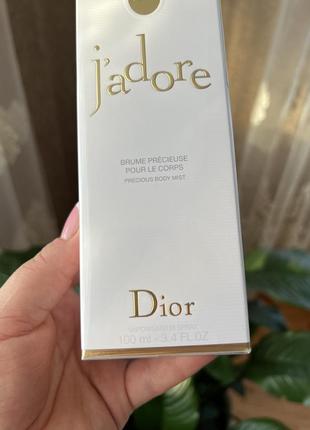 j'adore
BRUME PRÉCIEUSE
POUR LE CORPS
PRECIOUS BODY MIST
Dior
VAPORISATEUR SPRAY
100 ml - 3.4 FL.OZ